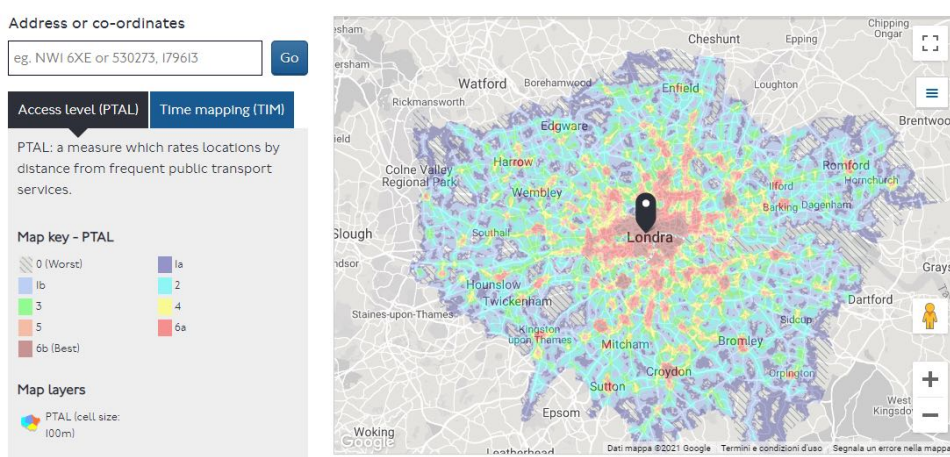 Address or co-ordinates
eg. NW1 6XE or 530273, 179613
Go
Access level (PTAL)
Time mapping (TIM)
PTAL: a measure which rates locations by
distance from frequent public transport
services.
Map key - PTAL
0 (Worst)
1a
1b
2
3
4
5
6a
6b (Best)
Map layers
PTAL (cell size:
100m)
Chipping
Ongar
Cheshunt
Epping
Watford
Borehamwood
Enfield
Loughton
Rickmansworth
Edgware
Brentwoo
Colne Valley
Regional Park
Harrow
Romford
Hornchurch
Wembley
Ilford
Barking
Dagenham
Slough
Southall
Londra
Grays
Hounslow
Twickenham
Dartford
Staines-upon-Thames
Kingston
upon Thames
Sidcup
Mitcham
Bromley
Croydon
Orpington
Sutton
West
Kingsdo
Epsom
Woking
Google
Leatherhead
Dati mappa ©2021 Google
Termini e condizioni d'uso
Segnala un errore nella mappa